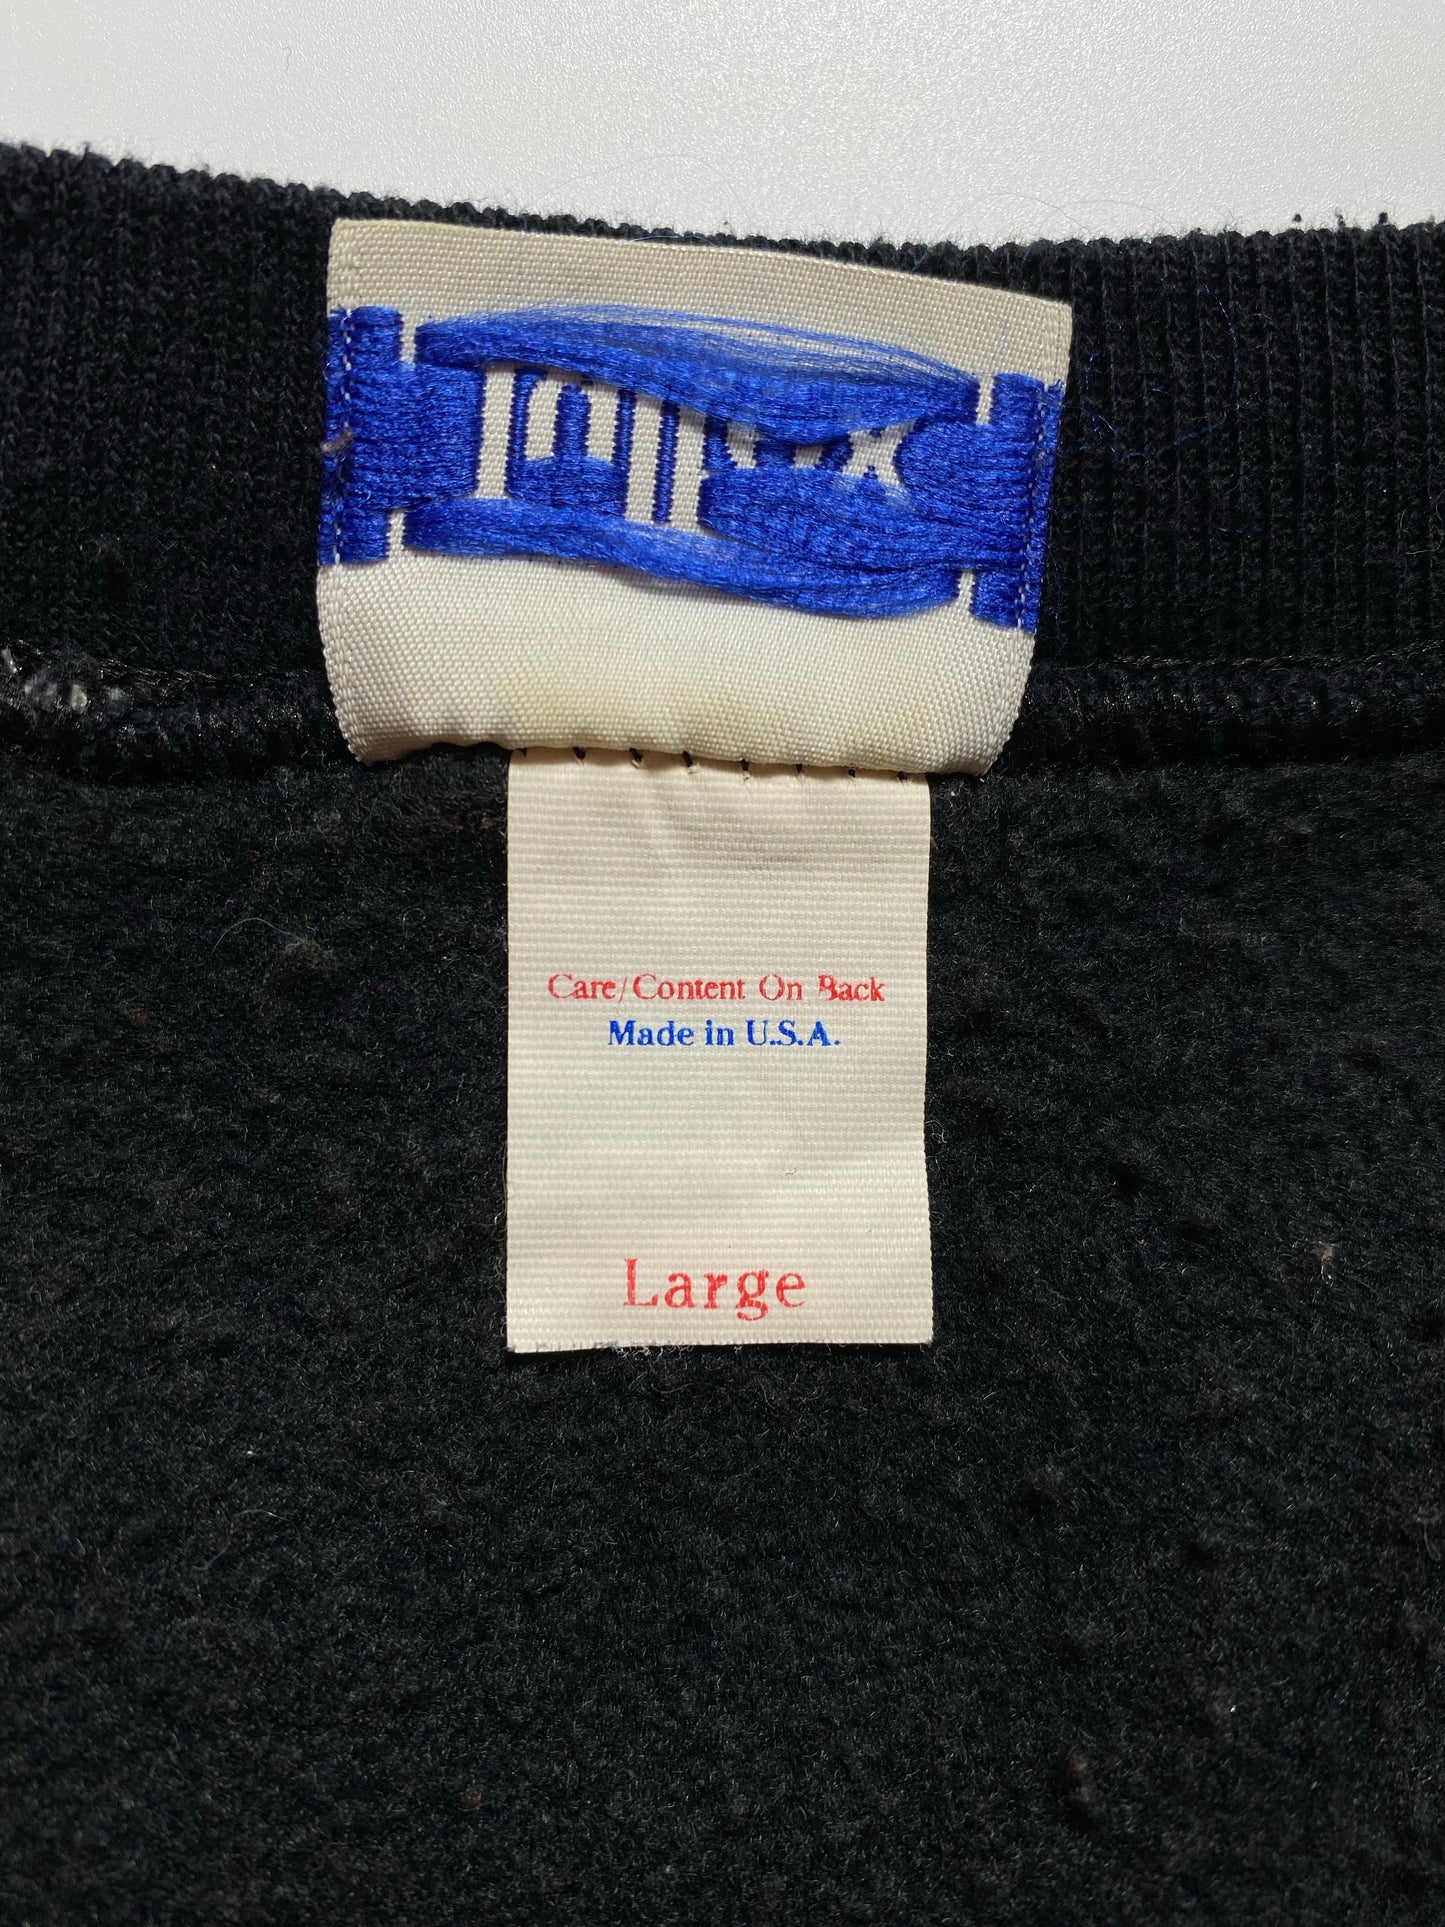 Care/Content On Back
Made in U.S.A.
Large